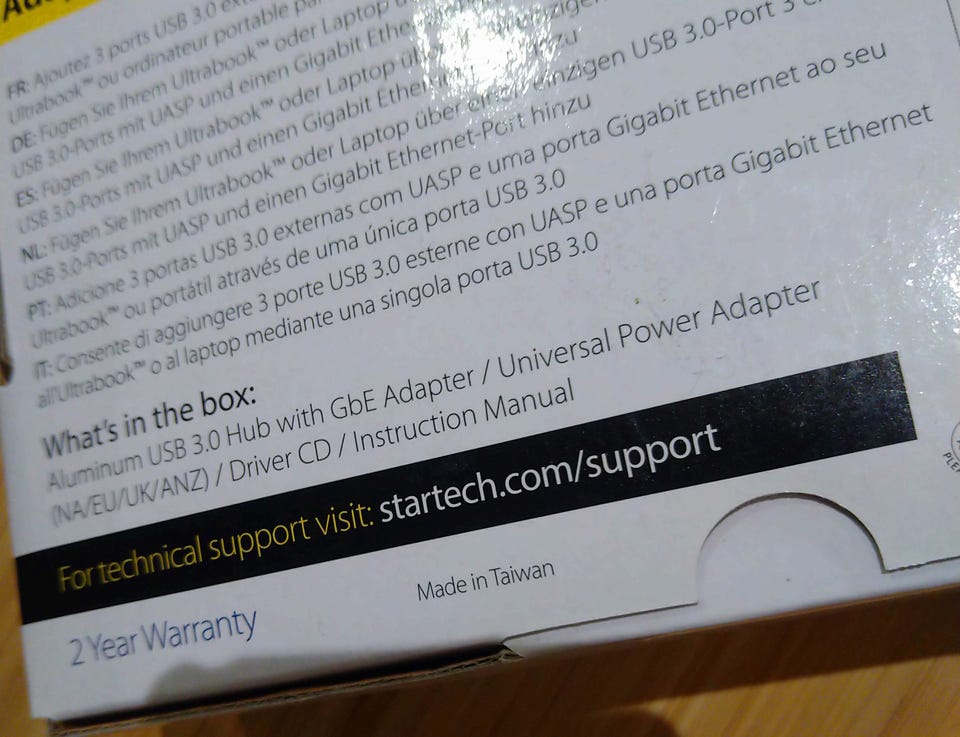 FR: Ajoutez 3 ports USB 3.0
Ultrabook™ ou ordinateur portable
DE: Fügen Sie Ihrem Ultrabook™ oder Laptop
USB 3.0-Ports mit UASP und einen Gigabit
ES: Fügen Sie Ihrem Ultrabook™ oder Laptop
USB 3.0-Ports mit UASP und einen Gigabit hinzu
NL: Fügen Sie Ihrem Ultrabook™ oder Laptop über einen einzigen USB 3.0-Port 3
USB 3.0-Ports mit UASP und einen Gigabit Ethernet-Port hinzu
PT: Adicione 3 portas USB 3.0 externas com UASP e uma porta Gigabit Ethernet ao seu
Ultrabook™ ou portátil através de uma única porta USB 3.0
IT: Consente di aggiungere 3 porte USB 3.0 esterne con UASP e una porta Gigabit Ethernet
all'Ultrabook™ o al laptop mediante una singola porta USB 3.0
What's in the box:
Aluminum USB 3.0 Hub with GbE Adapter / Universal Power Adapter
(NA/EU/UK/ANZ) / Driver CD / Instruction Manual
For technical support visit: startech.com/support
Made in Taiwan
2 Year Warranty